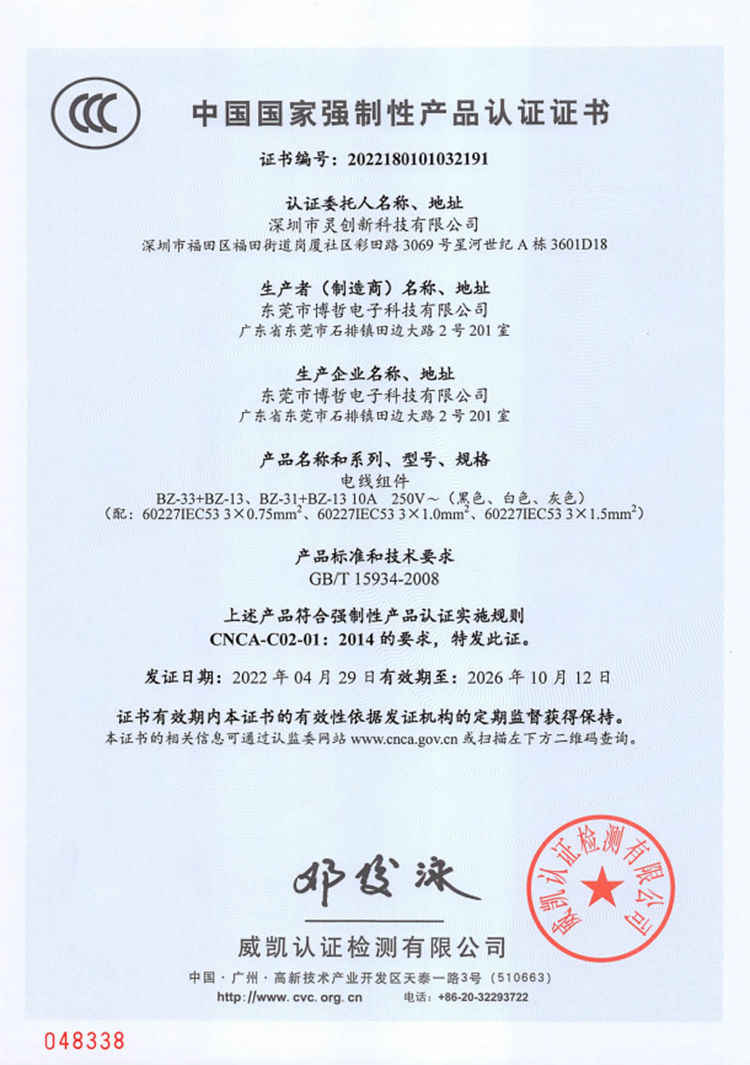 CCC
中国国家强制性产品认证证书
证书编号：2022180101032191
认证委托人名称、地址
深圳市灵创新科技有限公司
深圳市福田区福田街道岗厦社区彩田路 3069 号星河世纪 A 栋 3601D18
生产者（制造商）名称、地址
东莞市博哲电子科技有限公司
广东省东莞市石排镇田边大路 2 号 201 室
生产企业名称、地址
东莞市博哲电子科技有限公司
广东省东莞市石排镇田边大路 2 号 201 室
产品名称和系列、型号、规格
电线组件
BZ-33+BZ-13、BZ-31+BZ-13 10A 250V～（黑色、白色、灰色）
（配：60227IEC53 3×0.75mm²、60227IEC53 3×1.0mm²、60227IEC53 3×1.5mm²）
产品标准和技术要求
GB/T 15934-2008
上述产品符合强制性产品认证实施规则
CNCA-C02-01：2014 的要求，特发此证。
发证日期：2022 年 04 月 29 日有效期至：2026 年 10 月 12 日
证书有效期内本证书的有效性依据发证机构的定期监督获得保持。
本证书的相关信息可通过认监委网站 www.cnca.gov.cn 或扫描左下方二维码查询。
邓俊泳
威凯认证检测有限公司
威凯认证检测有限公司
中国·广州·高新技术产业开发区天泰一路3号（510663）
http://www.cvc.org.cn 电话：+86-20-32293722
048338